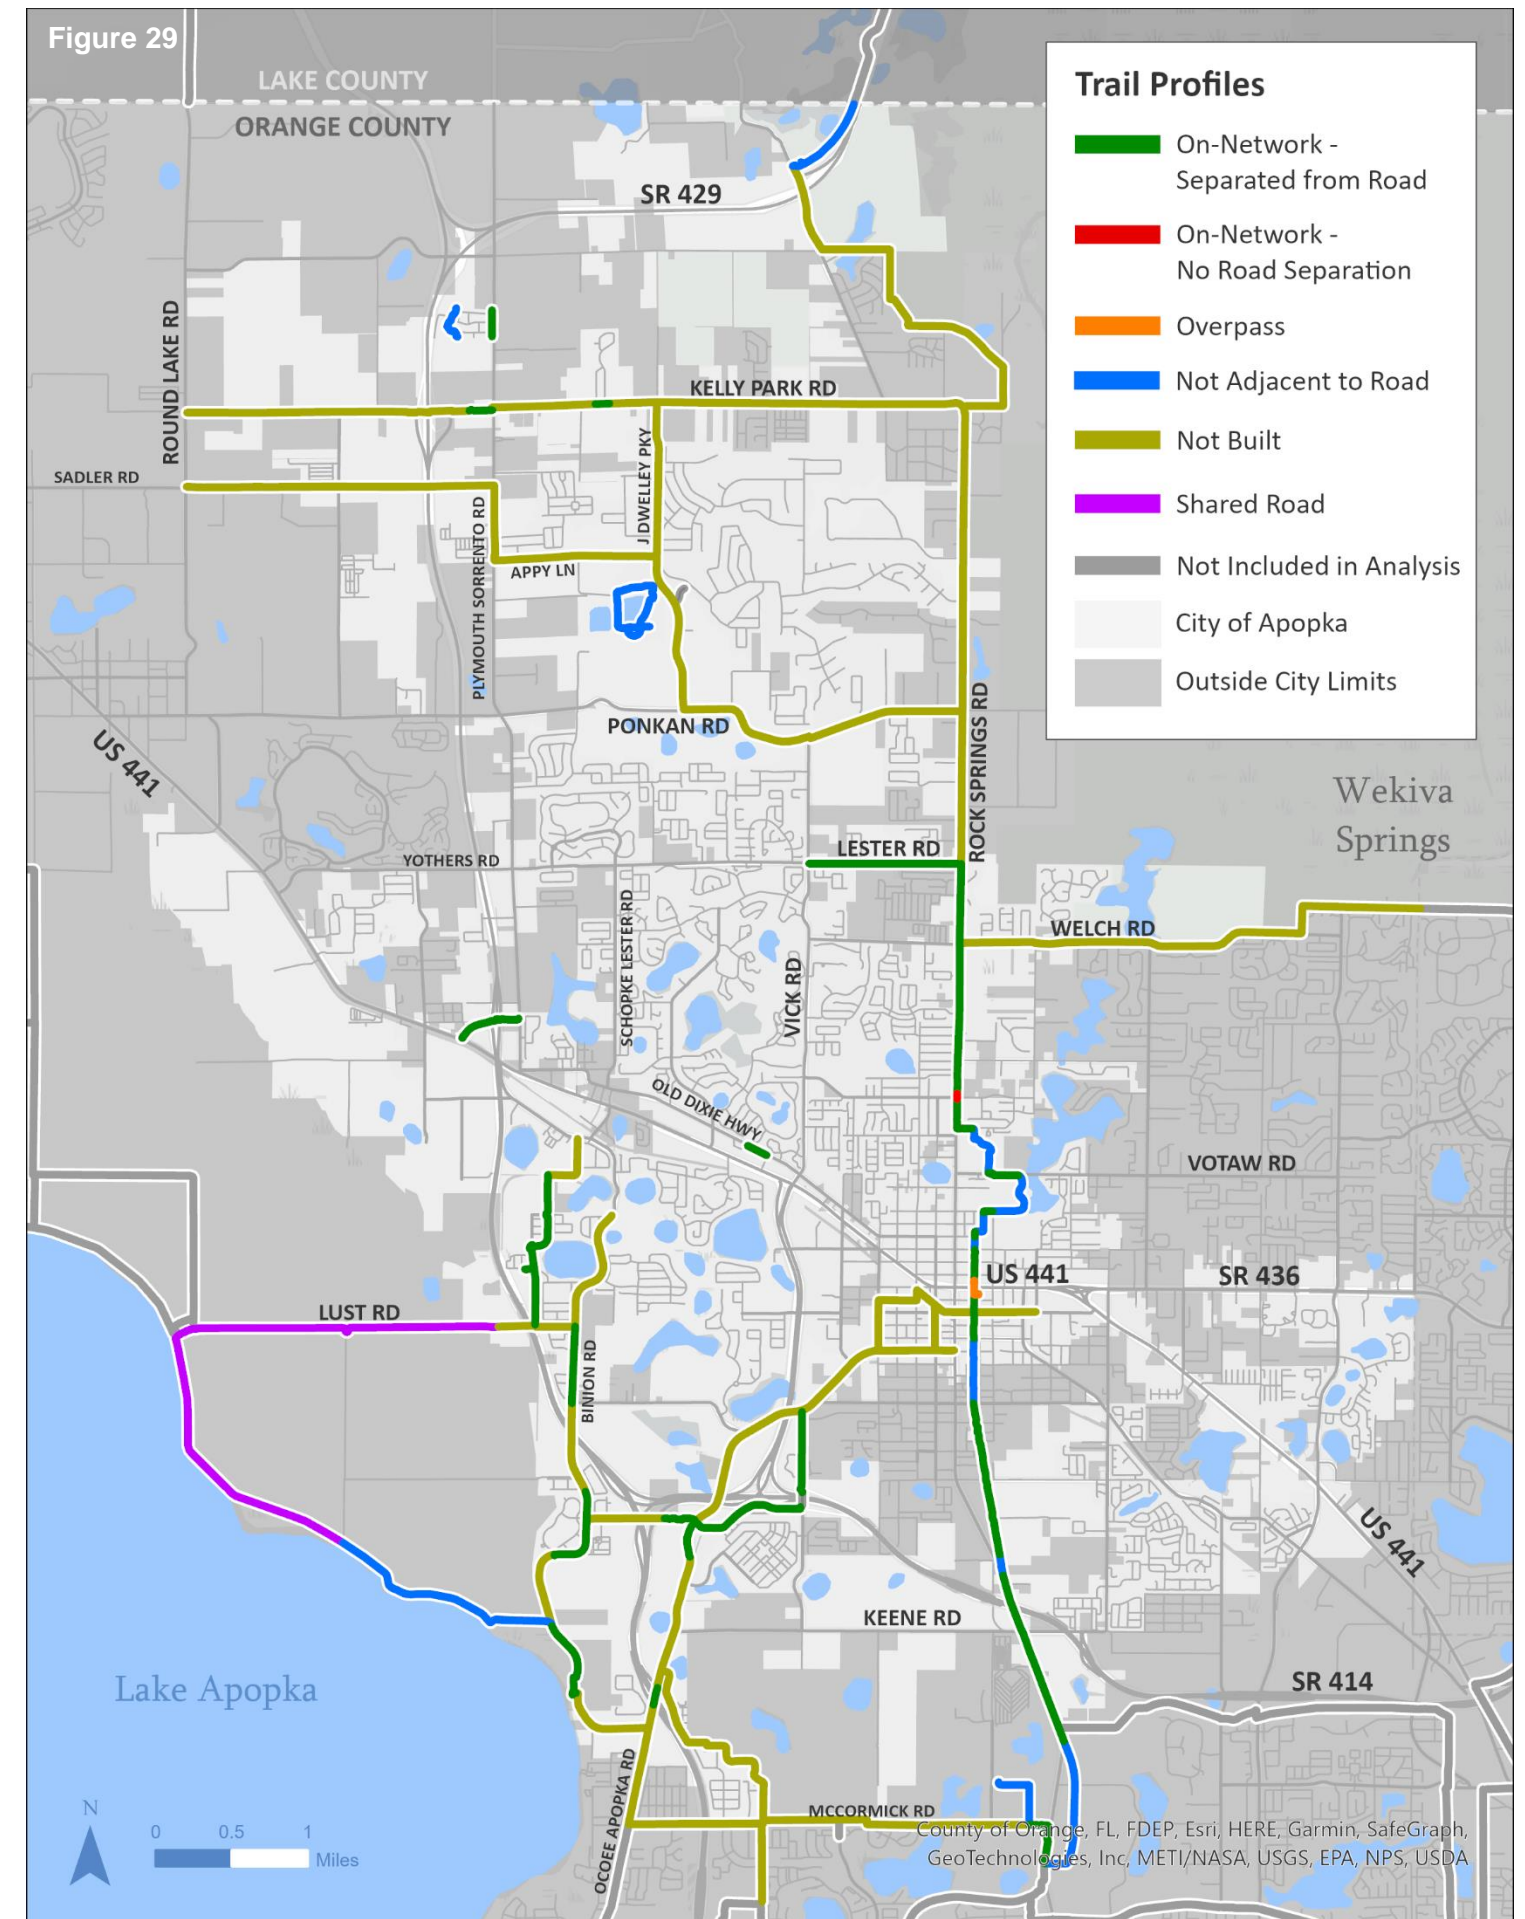 Figure 29
LAKE COUNTY
ORANGE COUNTY
Trail Profiles
On-Network -
Separated from Road
On-Network -
No Road Separation
Overpass
Not Adjacent to Road
Not Built
Shared Road
Not Included in Analysis
City of Apopka
Outside City Limits
SR 429
ROUND LAKE RD
KELLY PARK RD
SADLER RD
J DWELLEY PKY
PLYMOUTH SORRENTO RD
APPY LN
PONKAN RD
ROCK SPRINGS RD
US 441
Wekiva
Springs
LESTER RD
YOTHERS RD
SCHOPKE LESTER RD
WELCH RD
VICK RD
OLD DIXIE HWY
VOTAW RD
US 441
SR 436
LUST RD
BINION RD
US 441
KEENE RD
SR 414
Lake Apopka
OCOEE APOPKA RD
MCCORMICK RD
N
0 0.5 1
Miles
County of Orange, FL, FDEP, Esri, HERE, Garmin, SafeGraph,
GeoTechnologies, Inc, METI/NASA, USGS, EPA, NPS, USDA